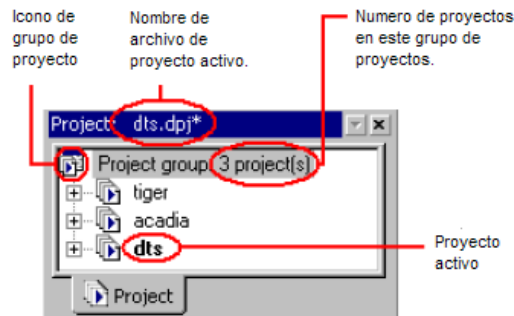 Icono de
grupo de
proyecto
Nombre de
archivo de
proyecto activo.
Numero de proyectos
en este grupo de
proyectos.
Project: dts.dpj*
Project group: 3 project(s)
tiger
acadia
dts
Proyecto
activo
Project